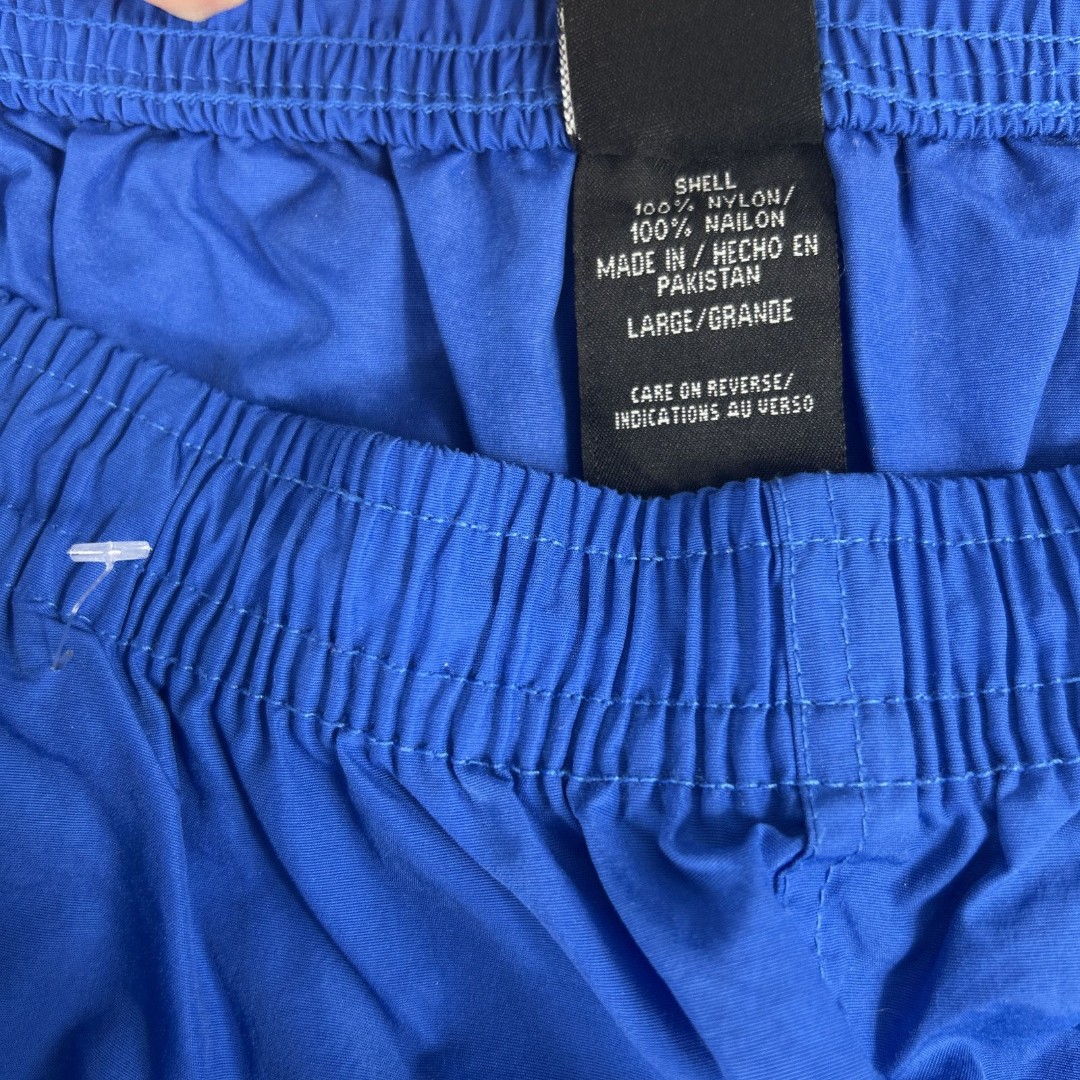 SHELL
100% NYLON/
100% NAILON
MADE IN / HECHO EN
PAKISTAN
LARGE/GRANDE
CARE ON REVERSE/
INDICATIONS AU VERSO